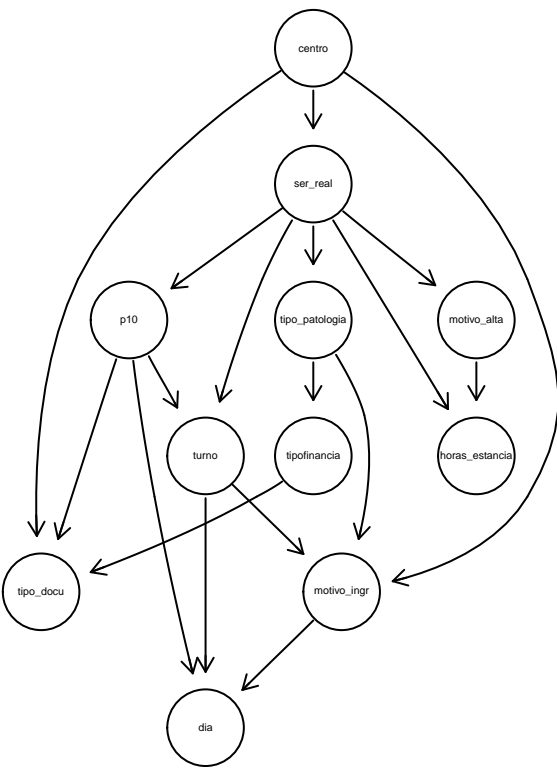 centro
ser_real
p10
tipo_patologia
motivo_alta
turno
tipofinancia
horas_estancia
tipo_docu
motivo_ingr
dia